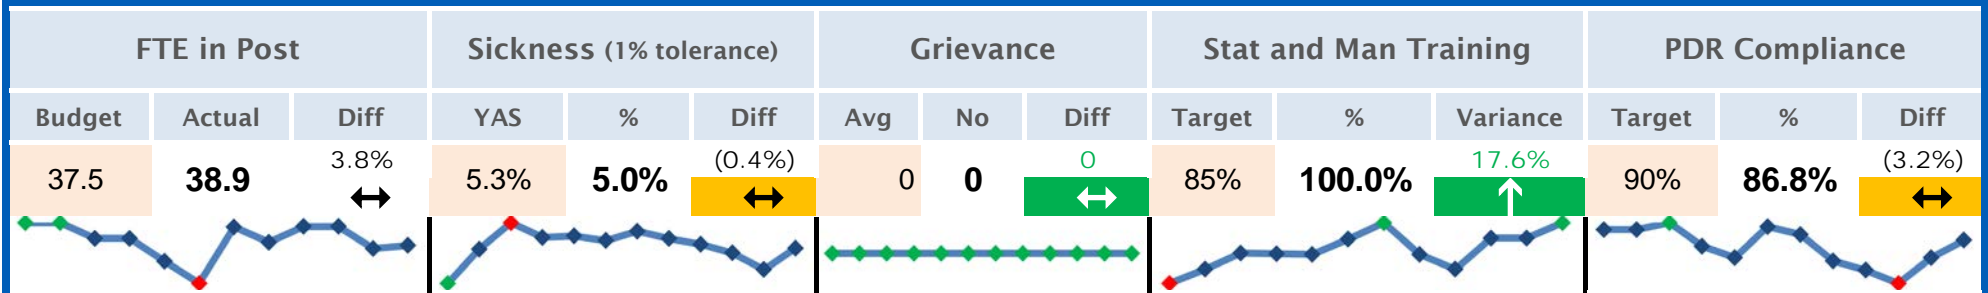 FTE in Post Sickness (1% tolerance) Grievance Stat and Man Training PDR Compliance
Budget Actual Diff YAS % Diff Avg No Diff Target % Variance Target % Diff
37.5 38.9 3.8% 5.3% 5.0% (0.4%) 0 0 0 85% 100.0% 17.6% 90% 86.8% (3.2%)